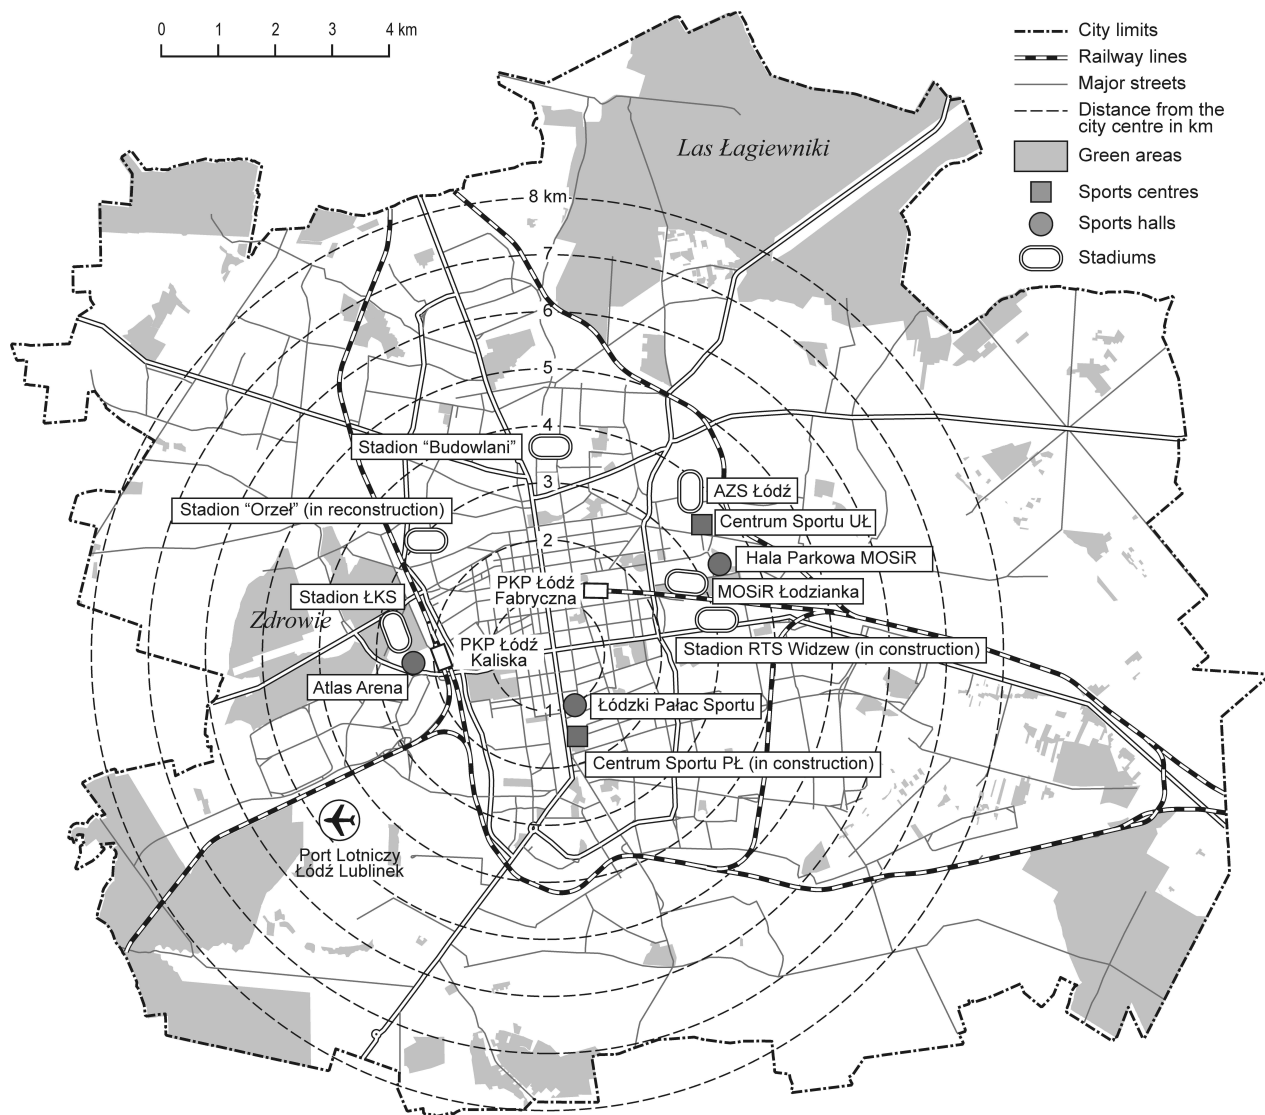 0 1 2 3 4 km
City limits
Railway lines
Major streets
Distance from the
city centre in km
Green areas
Sports centres
Sports halls
Stadiums
Las Łagiewniki
8 km
7
6
5
4
Stadion “Budowlani”
3
AZS Łódź
Stadion “Orzeł” (in reconstruction)
Centrum Sportu UŁ
2
Hala Parkowa MOSiR
PKP Łódź
Fabryczna
MOSiR Łodzianka
Stadion ŁKS
Zdrowie
PKP Łódź
Kaliska
Stadion RTS Widzew (in construction)
Atlas Arena
Łódzki Pałac Sportu
1
Centrum Sportu PŁ (in construction)
Port Lotniczy
Łódź Lublinek